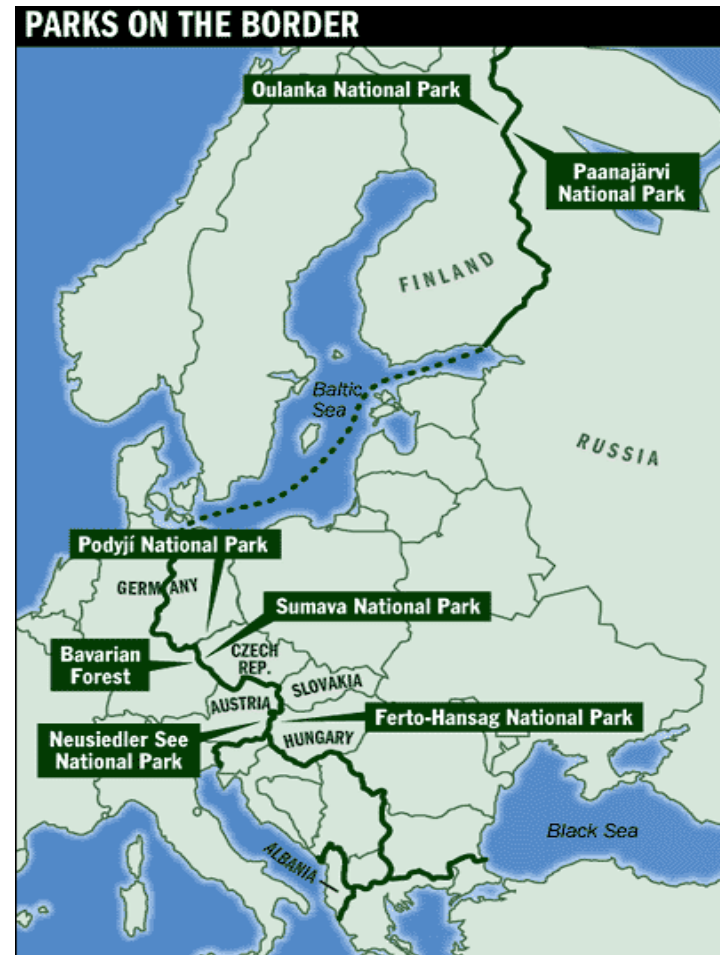 PARKS ON THE BORDER
Oulanka National Park
Paanajärvi
National Park
FINLAND
Baltic
Sea
RUSSIA
Podyjí National Park
GERMANY
Sumava National Park
Bavarian
Forest
CZECH
REP.
SLOVAKIA
AUSTRIA
Ferto-Hansag National Park
Neusiedler See
National Park
HUNGARY
Black Sea
ALBANIA